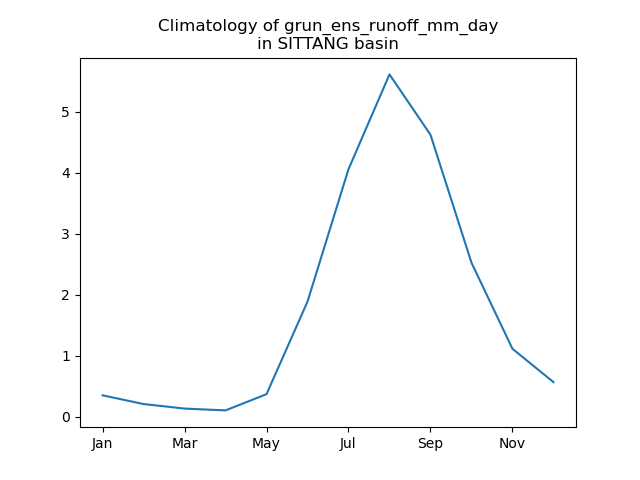 Climatology of grun_ens_runoff_mm_day
in SITTANG basin
5
4
3
2
1
0
Jan
Mar
May
Jul
Sep
Nov